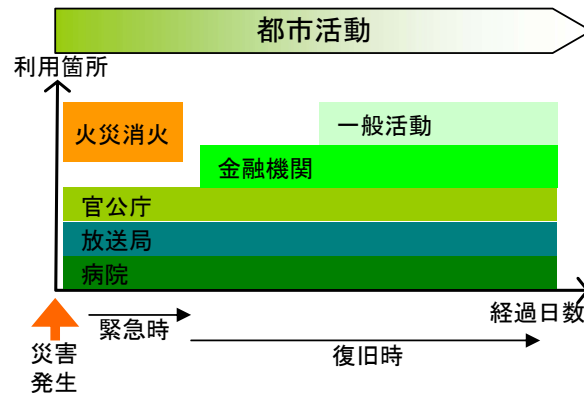 都市活動
利用箇所
火災消火
一般活動
金融機関
官公庁
放送局
病院
経過日数
緊急時
復旧時
災害
発生